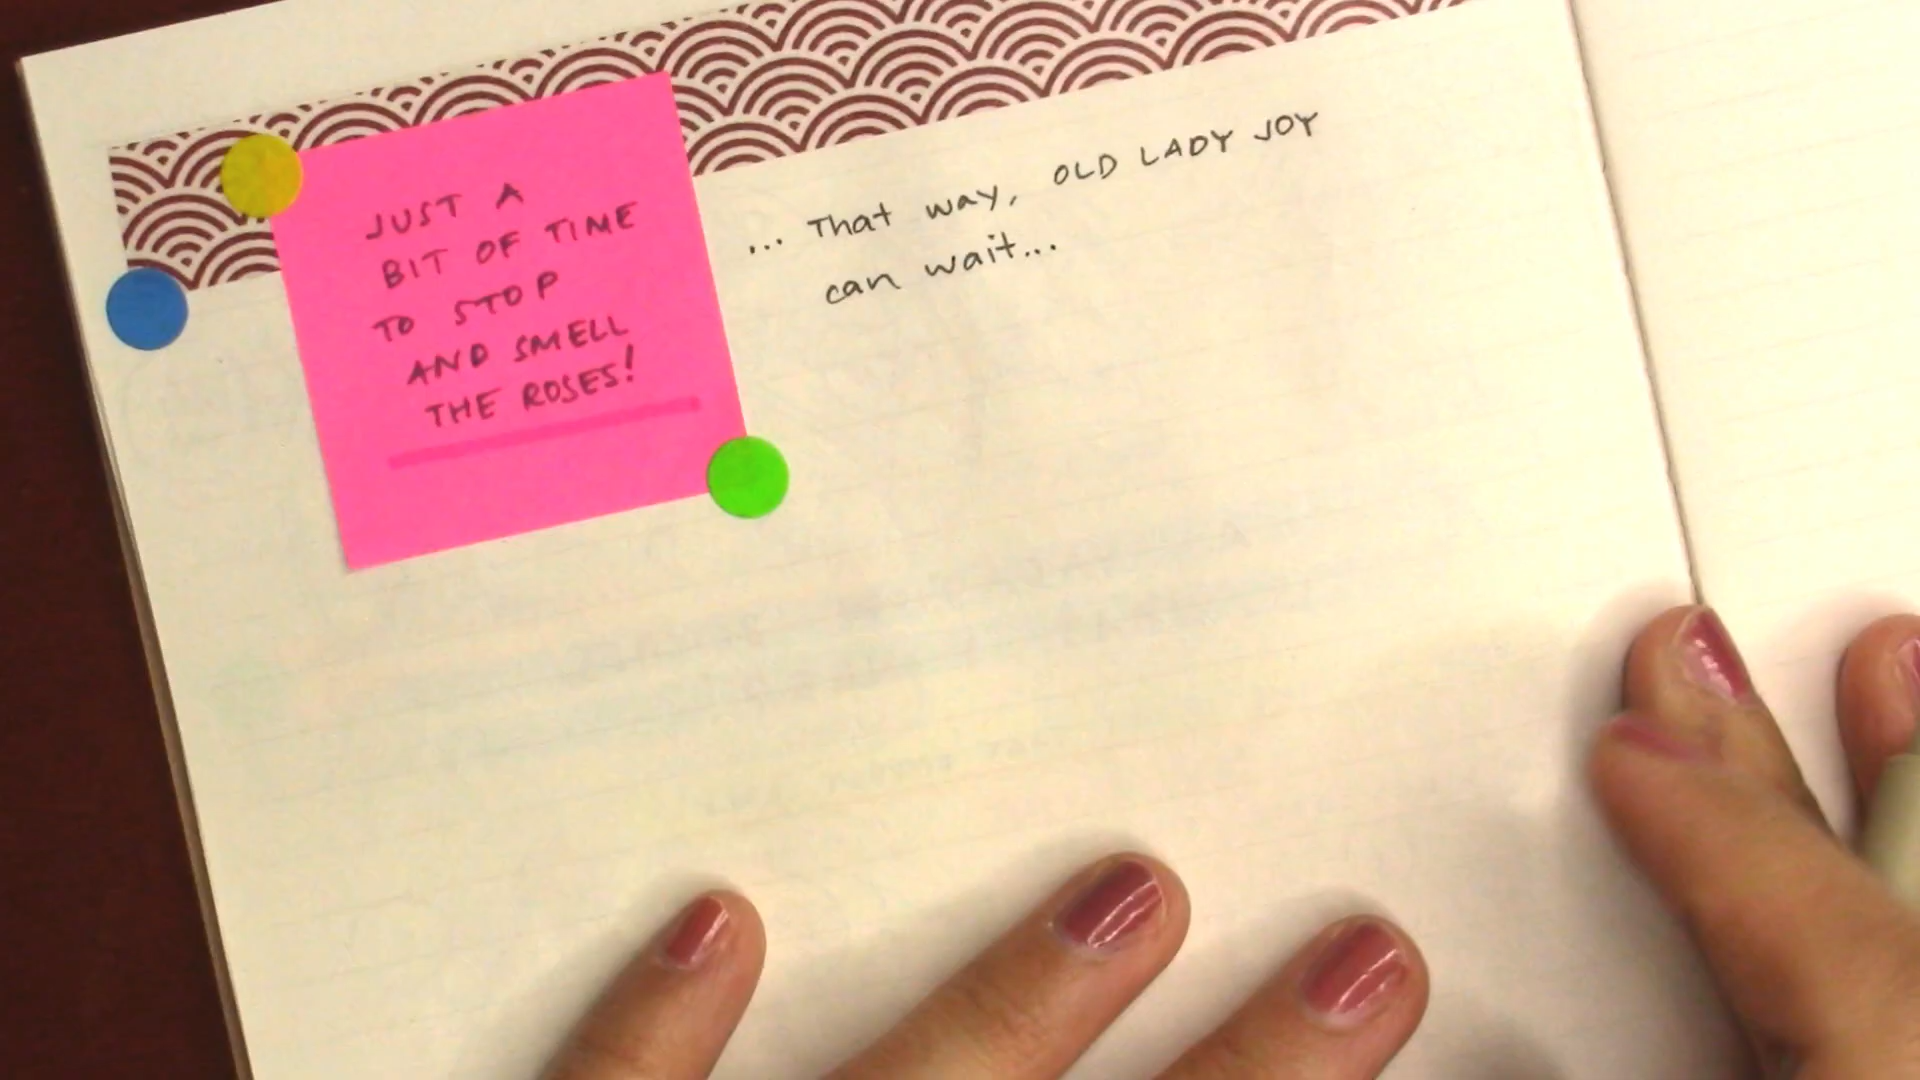 JUST A
BIT OF TIME
TO STOP
AND SMELL
THE ROSES!
... That way, OLD LADY JOY
can wait...